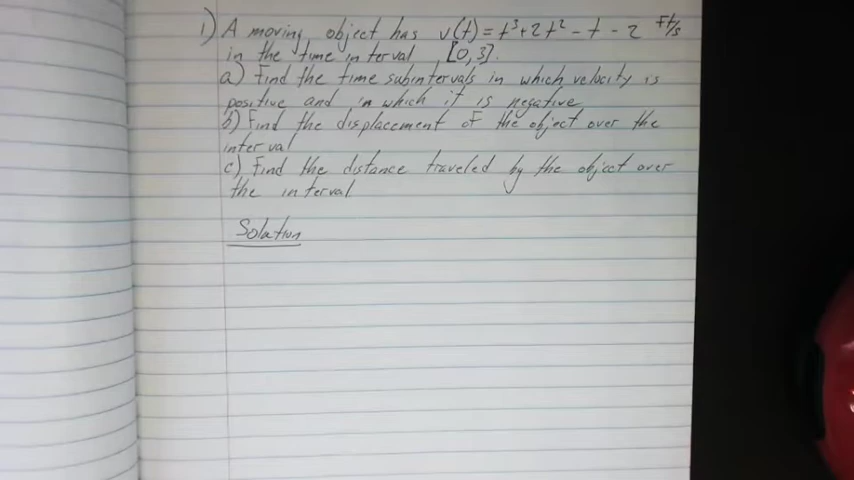 1) A moving object has v(t) = t³+2t² - t - 2 ft/s
in the time interval [0,3].
a) Find the time subintervals in which velocity is
positive and in which it is negative
b) Find the displacement of the object over the
interval
c) Find the distance traveled by the object over
the interval.
Solution